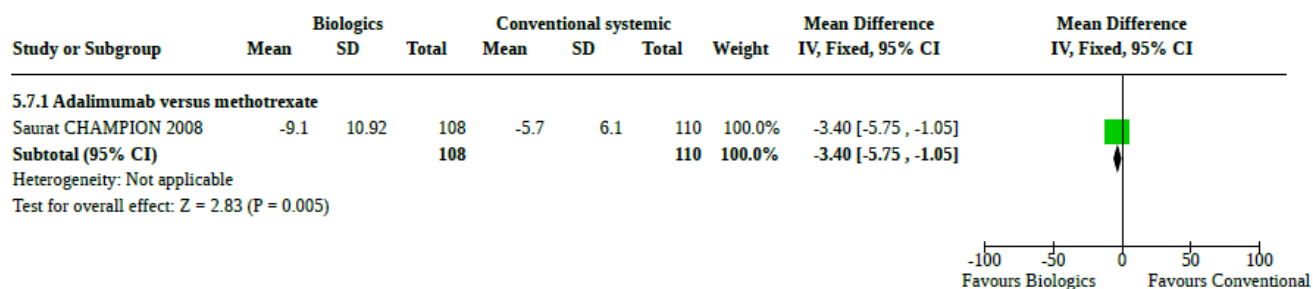 Biologics Conventional systemic Mean Difference Mean Difference
Study or Subgroup Mean SD Total Mean SD Total Weight IV, Fixed, 95% CI IV, Fixed, 95% CI
5.7.1 Adalimumab versus methotrexate
Saurat CHAMPION 2008 -9.1 10.92 108 -5.7 6.1 110 100.0% -3.40 [-5.75 , -1.05]
Subtotal (95% CI) 108 110 100.0% -3.40 [-5.75 , -1.05]
Heterogeneity: Not applicable
Test for overall effect: Z = 2.83 (P = 0.005)
-100 -50 0 50 100
Favours Biologics Favours Conventional